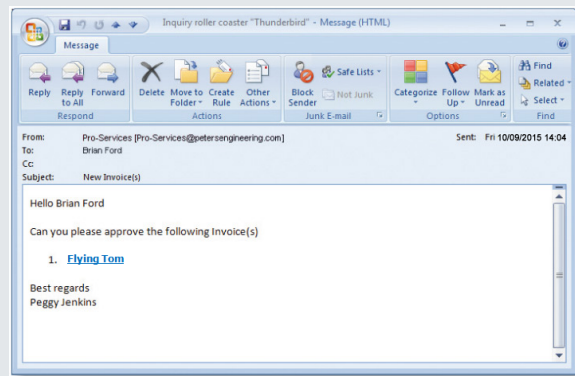 Inquiry roller coaster "Thunderbird" - Message (HTML)
Message
Reply Reply to All Forward
Respond
Delete Move to Folder Create Rule Other Actions
Actions
Block Sender Safe Lists Not Junk
Junk E-mail
Categorize Follow Up Mark as Unread
Options
Find Related Select
Find
From: Pro-Services [Pro-Services@petersengineering.com] Sent: Fri 10/09/2015 14:04
To: Brian Ford
Cc:
Subject: New Invoice(s)
Hello Brian Ford
Can you please approve the following Invoice(s)
1. Flying Tom
Best regards
Peggy Jenkins